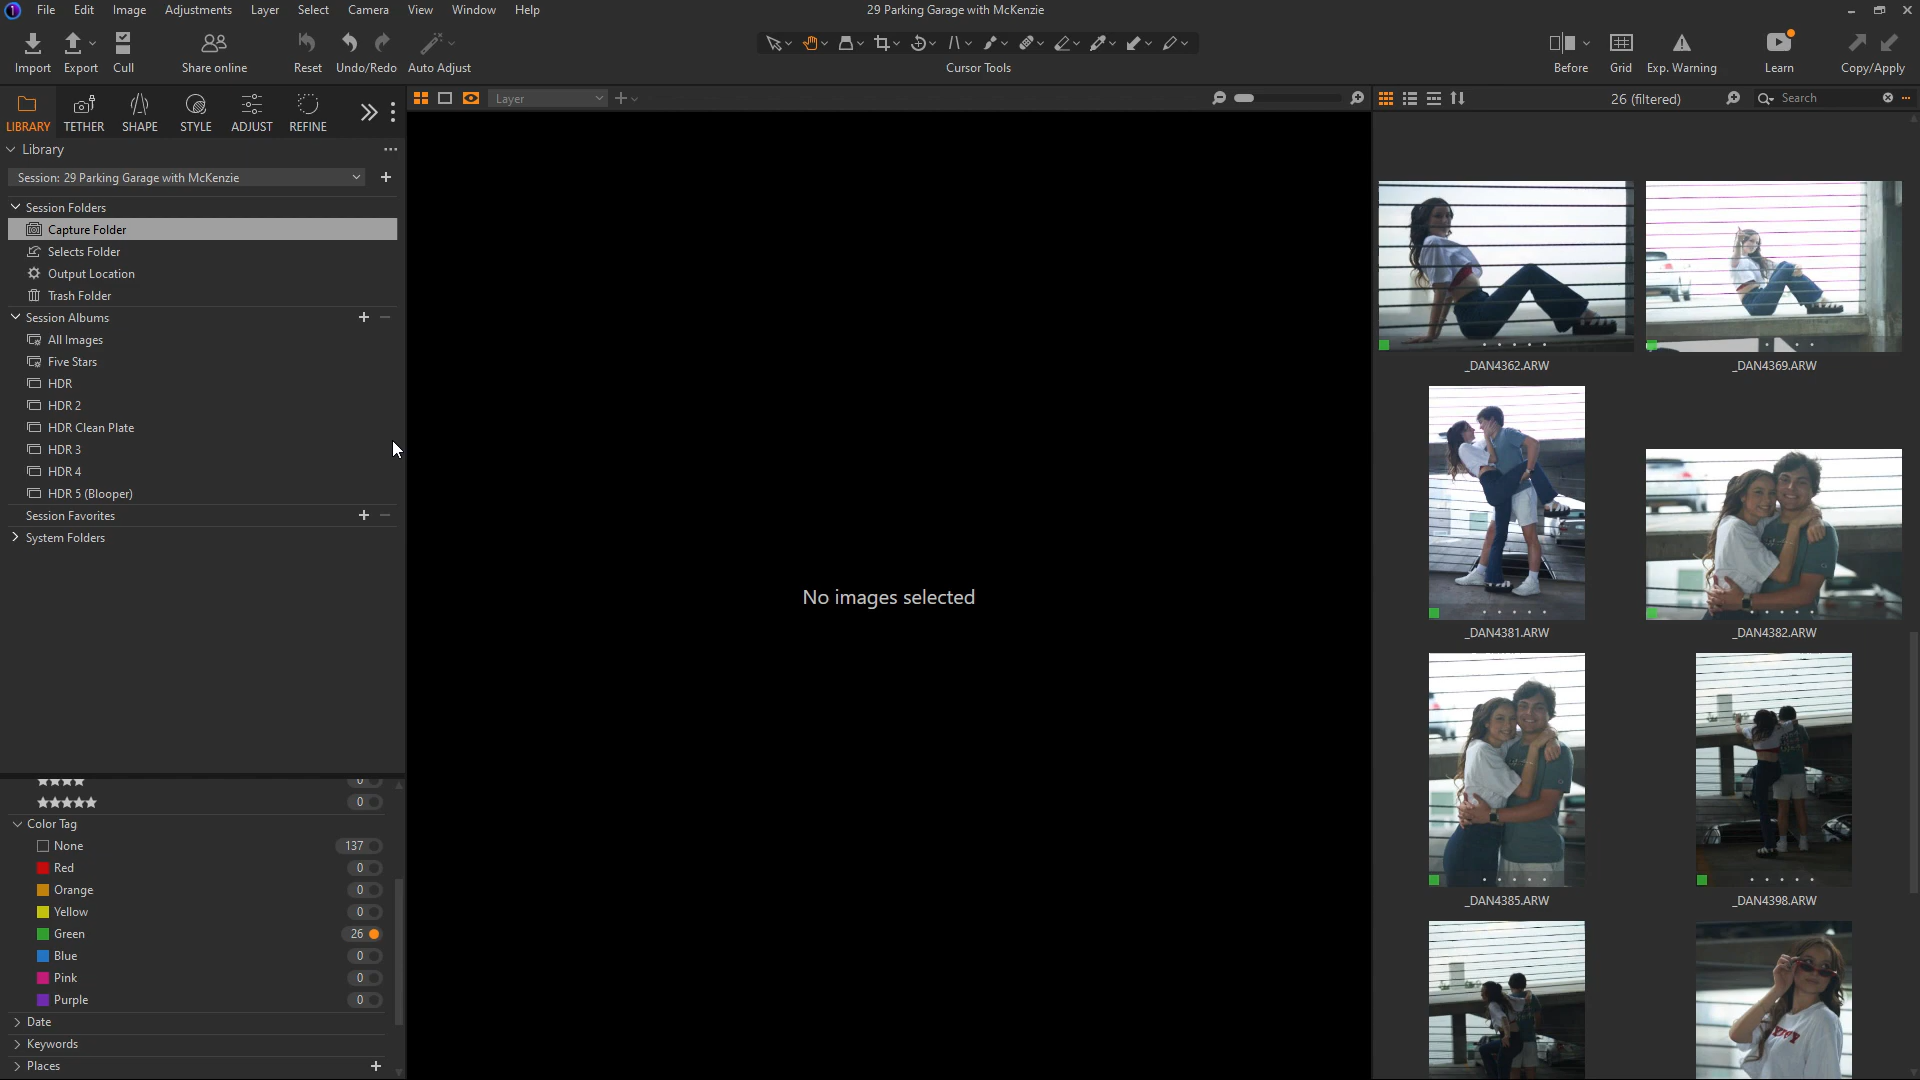 File Edit Image Adjustments Layer Select Camera View Window Help
29 Parking Garage with McKenzie
Import Export Cull Share online Reset Undo/Redo Auto Adjust
Cursor Tools
Before Grid Exp. Warning Learn Copy/Apply
LIBRARY TETHER SHAPE STYLE ADJUST REFINE
Layer
26 (filtered)
Search
Library
Session: 29 Parking Garage with McKenzie
Session Folders
Capture Folder
Selects Folder
Output Location
Trash Folder
Session Albums
All Images
Five Stars
HDR
HDR 2
HDR Clean Plate
HDR 3
HDR 4
HDR 5 (Blooper)
Session Favorites
System Folders
0
0
Color Tag
None 137
Red 0
Orange 0
Yellow 0
Green 26
Blue 0
Pink 0
Purple 0
Date
Keywords
Places
No images selected
_DAN4362.ARW
_DAN4369.ARW
_DAN4381.ARW
_DAN4382.ARW
_DAN4385.ARW
_DAN4398.ARW